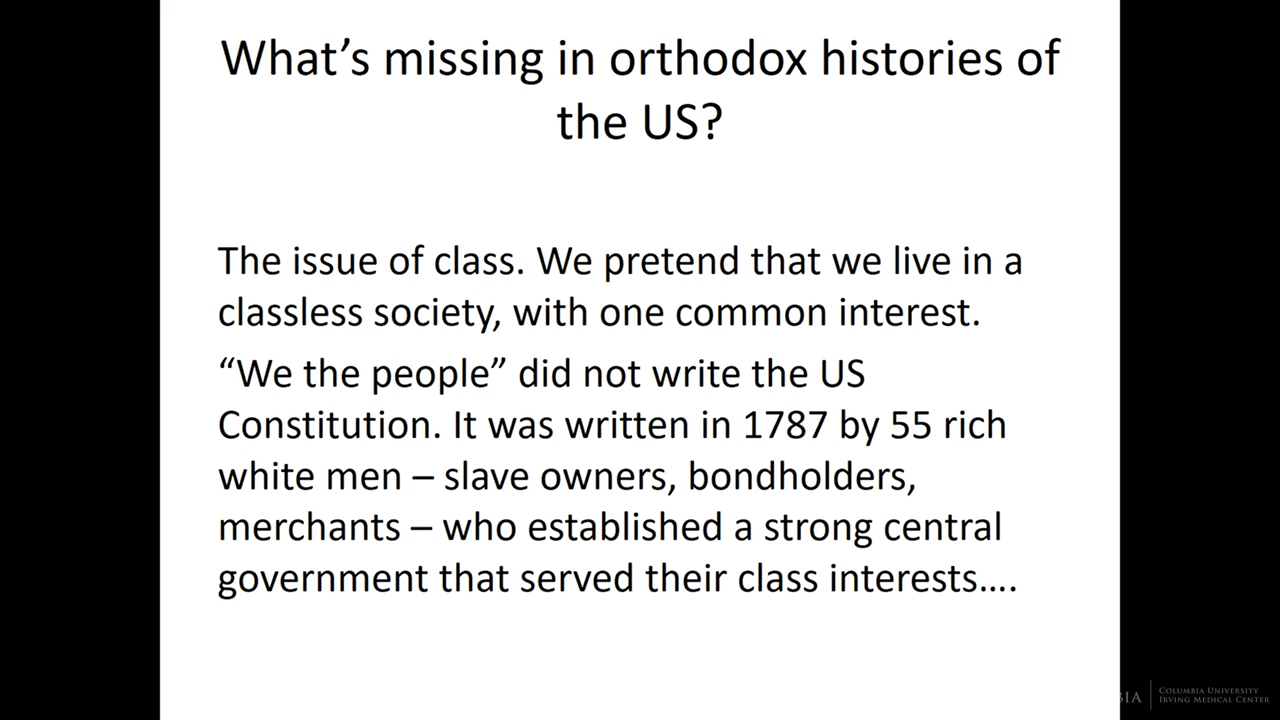 What’s missing in orthodox histories of
the US?
The issue of class. We pretend that we live in a
classless society, with one common interest.
“We the people” did not write the US
Constitution. It was written in 1787 by 55 rich
white men – slave owners, bondholders,
merchants – who established a strong central
government that served their class interests….
BIA
COLUMBIA UNIVERSITY
IRVING MEDICAL CENTER